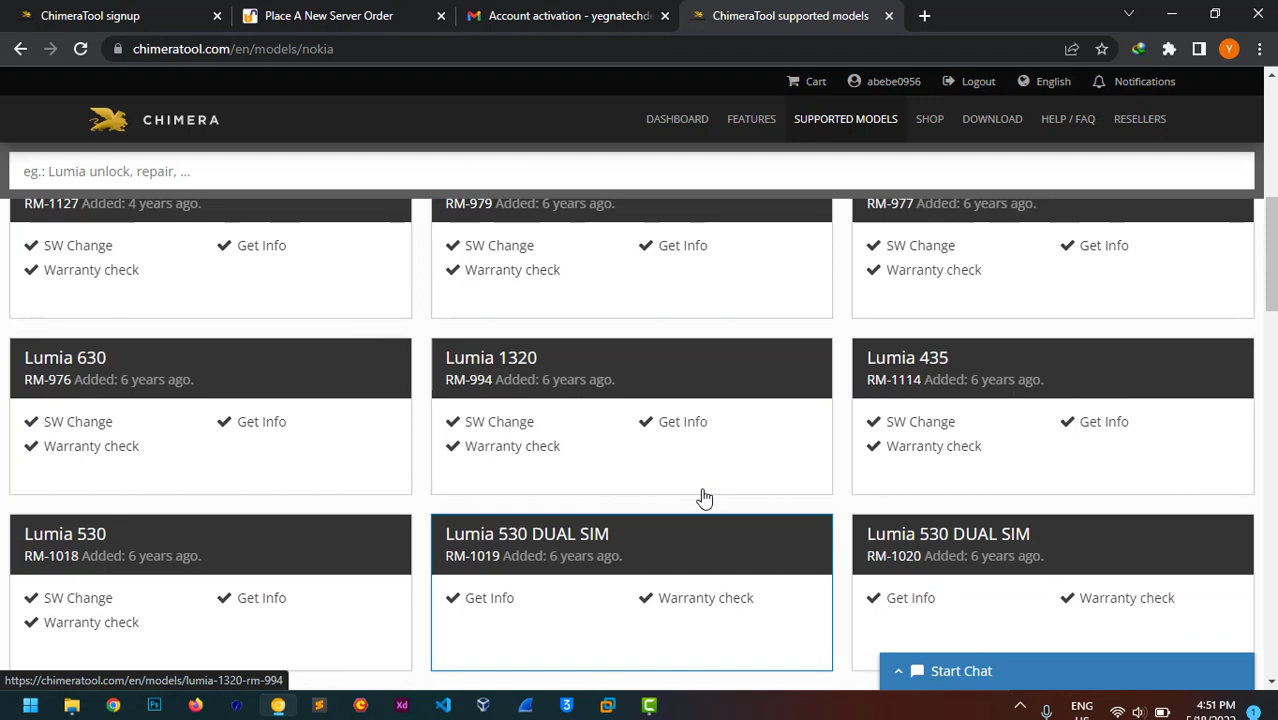 ChimeraTool signup
Place A New Server Order
Account activation - yegnatechd
ChimeraTool supported models
chimeratool.com/en/models/nokia
Y
Cart
abebe0956
Logout
English
Notifications
CHIMERA
DASHBOARD
FEATURES
SUPPORTED MODELS
SHOP
DOWNLOAD
HELP / FAQ
RESELLERS
eg.: Lumia unlock, repair, ...
RM-1127 Added: 4 years ago.
SW Change
Get Info
Warranty check
RM-979 Added: 6 years ago.
SW Change
Get Info
Warranty check
RM-977 Added: 6 years ago.
SW Change
Get Info
Warranty check
Lumia 630
RM-976 Added: 6 years ago.
SW Change
Get Info
Warranty check
Lumia 1320
RM-994 Added: 6 years ago.
SW Change
Get Info
Warranty check
Lumia 435
RM-1114 Added: 6 years ago.
SW Change
Get Info
Warranty check
Lumia 530
RM-1018 Added: 6 years ago.
SW Change
Get Info
Warranty check
Lumia 530 DUAL SIM
RM-1019 Added: 6 years ago.
Get Info
Warranty check
Lumia 530 DUAL SIM
RM-1020 Added: 6 years ago.
Get Info
Warranty check
Start Chat
https://chimeratool.com/en/models/lumia-1320-rm-994
Ps
Xd
ENG
4:51 PM